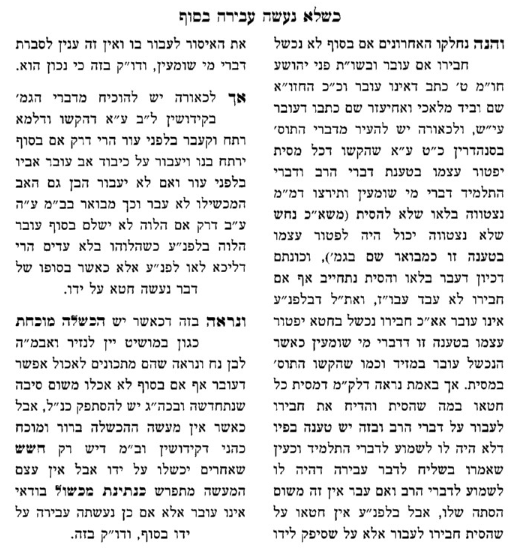 כשלא נעשה עבירה בסוף
והנה נחלקו האחרונים אם בסוף לא נכשל
חבירו אם עובר ובשו״ת פני יהושע
חו״מ ט׳ כתב דאינו עובר וכ״כ החזו״א
שם וביד מלאכי ואחיעזר שם כתבו דעובר
עי״ש, ולכאורה יש להעיר מדברי התוס׳
בסנהדרין כ״ט ע״א שהקשו דכל מסית
יפטור עצמו בטענת דברי הרב ודברי
התלמיד דברי מי שומעין ותירצו דמ״מ
נצטווה בלאו שלא להסית (משא״כ נחש
שלא נצטווה יכול היה לפטור עצמו
בטענה זו כמבואר שם בגמ׳), וכונתם
דכיון דעבר בלאו והסית נתחייב אף אם
חבירו לא עבד עבו״ז, ואת״ל דבלפנ״ע
אינו עובר אא״כ חבירו נכשל בחטא יפטור
עצמו בטענה זו דדברי מי שומעין כאשר
הנכשל עובר במזיד וכמו שהקשו התוס׳
במסית. אך באמת נראה דלק״מ דמסית כל
חטאו במה שהסית והדיח את חבירו
לעבור על דברי הרב ובזה יש טענה בפיו
דלא היה לו לשמוע לדברי התלמיד וכעין
שאמרו בשליח לדבר עבירה דהיה לו
לשמוע לדברי הרב ואם עבר אין זה משום
הסתה שלו, אבל בלפנ״ע אין חטאו על
שהסית חבירו לעבור אלא על שסיפק לידו
את האיסור לעבור בו ואין זה ענין לסברת
דברי מי שומעין, ודו״ק בזה כי נכון הוא.
אך לכאורה יש להוכיח מדברי הגמ׳
בקידושין ל״ב ע״א דהקשו ודלמא
רתח וקעבר בלפני עור הרי דרק אם בסוף
ירתח בנו ויעבור על כיבוד אב עובר אביו
בלפני עור ואם לא יעבור הבן גם האב
המכשילו לא עבר וכך מבואר בב״מ ע״ה
ע״ב דרק אם הלוה לא ישלם בסוף עובר
הלוה בלפנ״ע כשהלוהו בלא עדים הרי
דליכא לאו לפנ״ע אלא כאשר בסופו של
דבר נעשה חטא על ידו.
ונראה בזה דכאשר יש הכשלה מוכחת
כגון במושיט יין לנזיר ואבמ״ה
לבן נח ונראה שהם מתכונים לאכול אפשר
דעובר אף אם בסוף לא אכלו משום סיבה
שנתחדשה ובכה״ג יש להסתפק כנ״ל, אבל
כאשר אין מעשה ההכשלה ברור ומוכח
כהני דקידושין וב״מ דיש רק חשש
שאחרים יכשלו על ידו אבל אין עצם
המעשה מתפרש כנתינת מכשול בודאי
אינו עובר אלא אם כן נעשתה עבירה על
ידו בסוף, ודו״ק בזה.